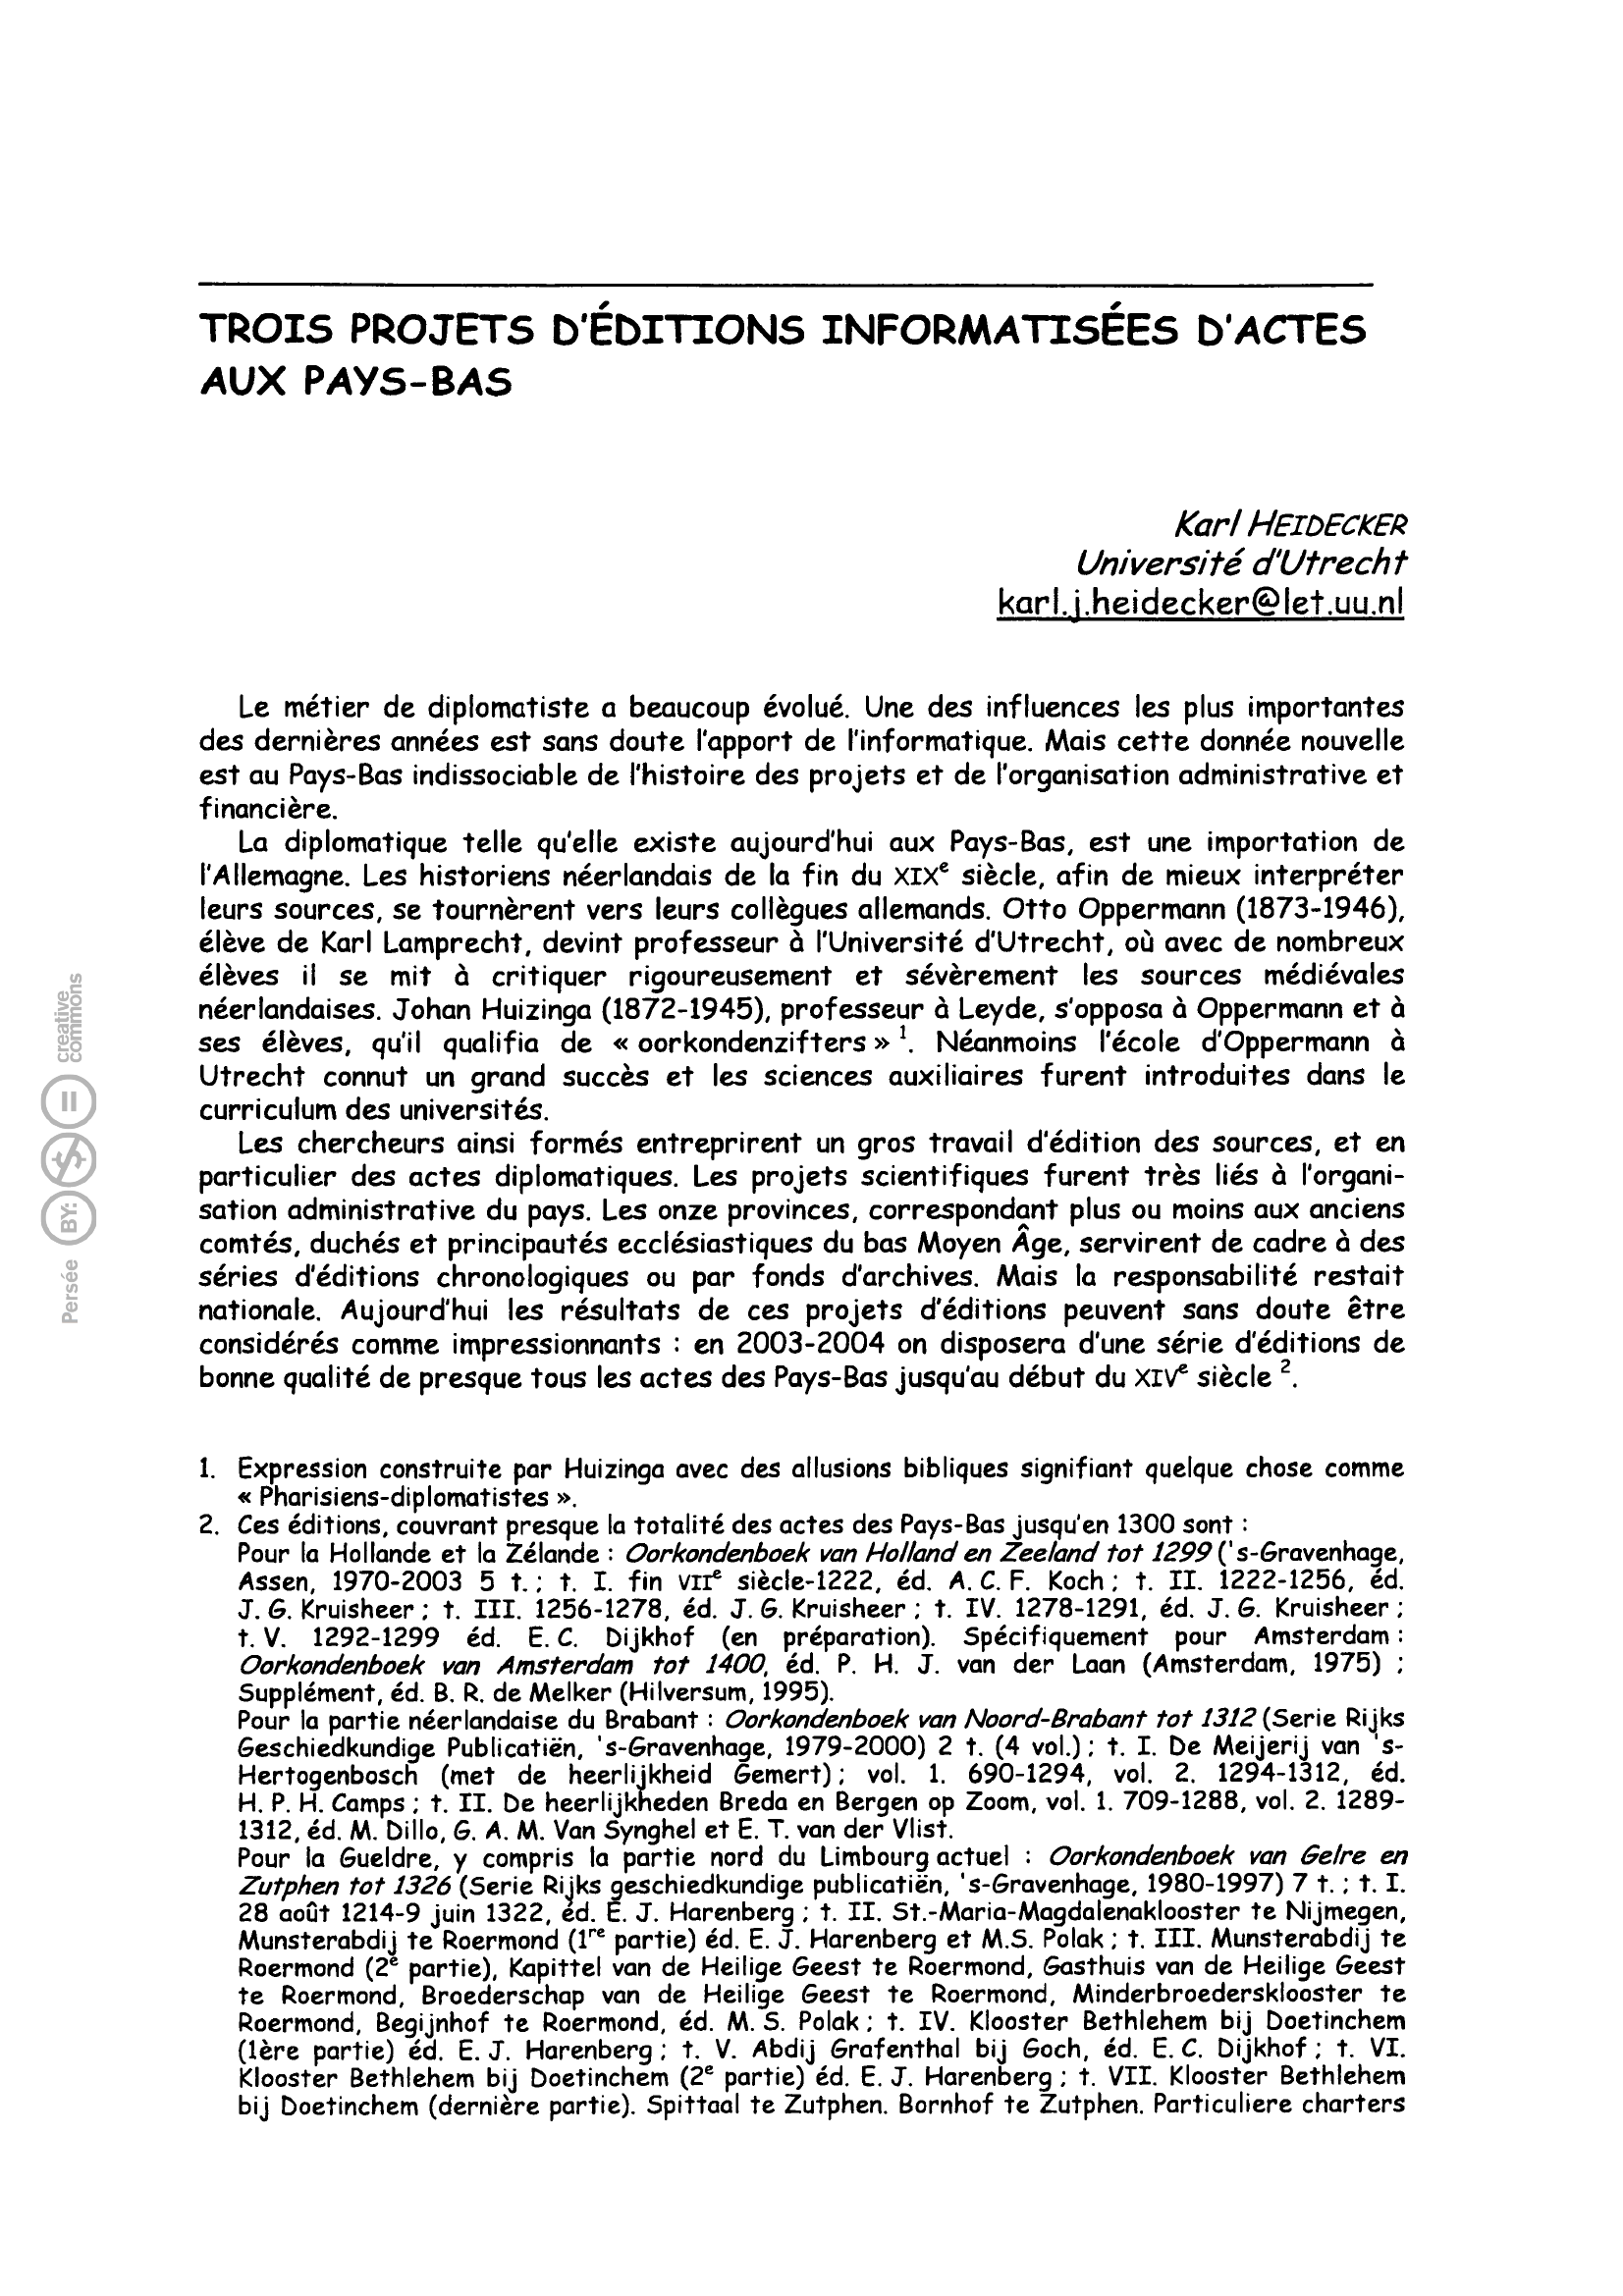 TROIS PROJETS D'ÉDITIONS INFORMATISÉES D'ACTES
AUX PAYS-BAS
Karl HEIDECKER
Université d'Utrecht
karl.j.heidecker@let.uu.nl
Le métier de diplomatiste a beaucoup évolué. Une des influences les plus importantes
des dernières années est sans doute l'apport de l'informatique. Mais cette donnée nouvelle
est au Pays-Bas indissociable de l'histoire des projets et de l'organisation administrative et
financière.
La diplomatique telle qu'elle existe aujourd'hui aux Pays-Bas, est une importation de
l'Allemagne. Les historiens néerlandais de la fin du XIXe siècle, afin de mieux interpréter
leurs sources, se tournèrent vers leurs collègues allemands. Otto Oppermann (1873-1946),
élève de Karl Lamprecht, devint professeur à l'Université d'Utrecht, où avec de nombreux
élèves il se mit à critiquer rigoureusement et sévèrement les sources médiévales
néerlandaises. Johan Huizinga (1872-1945), professeur à Leyde, s'opposa à Oppermann et à
ses élèves, qu'il qualifia de « oorkondenzifters » 1. Néanmoins l'école d'Oppermann à
Utrecht connut un grand succès et les sciences auxiliaires furent introduites dans le
curriculum des universités.
Les chercheurs ainsi formés entreprirent un gros travail d'édition des sources, et en
particulier des actes diplomatiques. Les projets scientifiques furent très liés à l'organi-
sation administrative du pays. Les onze provinces, correspondant plus ou moins aux anciens
comtés, duchés et principautés ecclésiastiques du bas Moyen Âge, servirent de cadre à des
séries d'éditions chronologiques ou par fonds d'archives. Mais la responsabilité restait
nationale. Aujourd'hui les résultats de ces projets d'éditions peuvent sans doute être
considérés comme impressionnants : en 2003-2004 on disposera d'une série d'éditions de
bonne qualité de presque tous les actes des Pays-Bas jusqu'au début du XIVe siècle 2.
1. Expression construite par Huizinga avec des allusions bibliques signifiant quelque chose comme
« Pharisiens-diplomatistes ».
2. Ces éditions, couvrant presque la totalité des actes des Pays-Bas jusqu'en 1300 sont :
Pour la Hollande et la Zélande : Oorkondenboek van Holland en Zeeland tot 1299 ('s-Gravenhage,
Assen, 1970-2003 5 t. ; t. I. fin VIIe siècle-1222, éd. A. C. F. Koch ; t. II. 1222-1256, éd.
J. G. Kruisheer ; t. III. 1256-1278, éd. J. G. Kruisheer ; t. IV. 1278-1291, éd. J. G. Kruisheer ;
t. V. 1292-1299 éd. E. C. Dijkhof (en préparation). Spécifiquement pour Amsterdam :
Oorkondenboek van Amsterdam tot 1400, éd. P. H. J. van der Laan (Amsterdam, 1975) ;
Supplément, éd. B. R. de Melker (Hilversum, 1995).
Pour la partie néerlandaise du Brabant : Oorkondenboek van Noord-Brabant tot 1312 (Serie Rijks
Geschiedkundige Publicatiën, 's-Gravenhage, 1979-2000) 2 t. (4 vol.) ; t. I. De Meijerij van 's-
Hertogenbosch (met de heerlijkheid Gemert) ; vol. 1. 690-1294, vol. 2. 1294-1312, éd.
H. P. H. Camps ; t. II. De heerlijkheden Breda en Bergen op Zoom, vol. 1. 709-1288, vol. 2. 1289-
1312, éd. M. Dillo, G. A. M. Van Synghel et E. T. van der Vlist.
Pour la Gueldre, y compris la partie nord du Limbourg actuel : Oorkondenboek van Gelre en
Zutphen tot 1326 (Serie Rijks geschiedkundige publicatiën, 's-Gravenhage, 1980-1997) 7 t. ; t. I.
28 août 1214-9 juin 1322, éd. E. J. Harenberg ; t. II. St.-Maria-Magdalenaklooster te Nijmegen,
Munsterabdij te Roermond (1re partie) éd. E. J. Harenberg et M.S. Polak ; t. III. Munsterabdij te
Roermond (2e partie), Kapittel van de Heilige Geest te Roermond, Gasthuis van de Heilige Geest
te Roermond, Broederschap van de Heilige Geest te Roermond, Minderbroedersklooster te
Roermond, Begijnhof te Roermond, éd. M. S. Polak ; t. IV. Klooster Bethlehem bij Doetinchem
(1ère partie) éd. E. J. Harenberg ; t. V. Abdij Grafenthal bij Goch, éd. E. C. Dijkhof ; t. VI.
Klooster Bethlehem bij Doetinchem (2e partie) éd. E. J. Harenberg ; t. VII. Klooster Bethlehem
bij Doetinchem (dernière partie). Spittaal te Zutphen. Bornhof te Zutphen. Particuliere charters
Persée BY: $ = creative commons